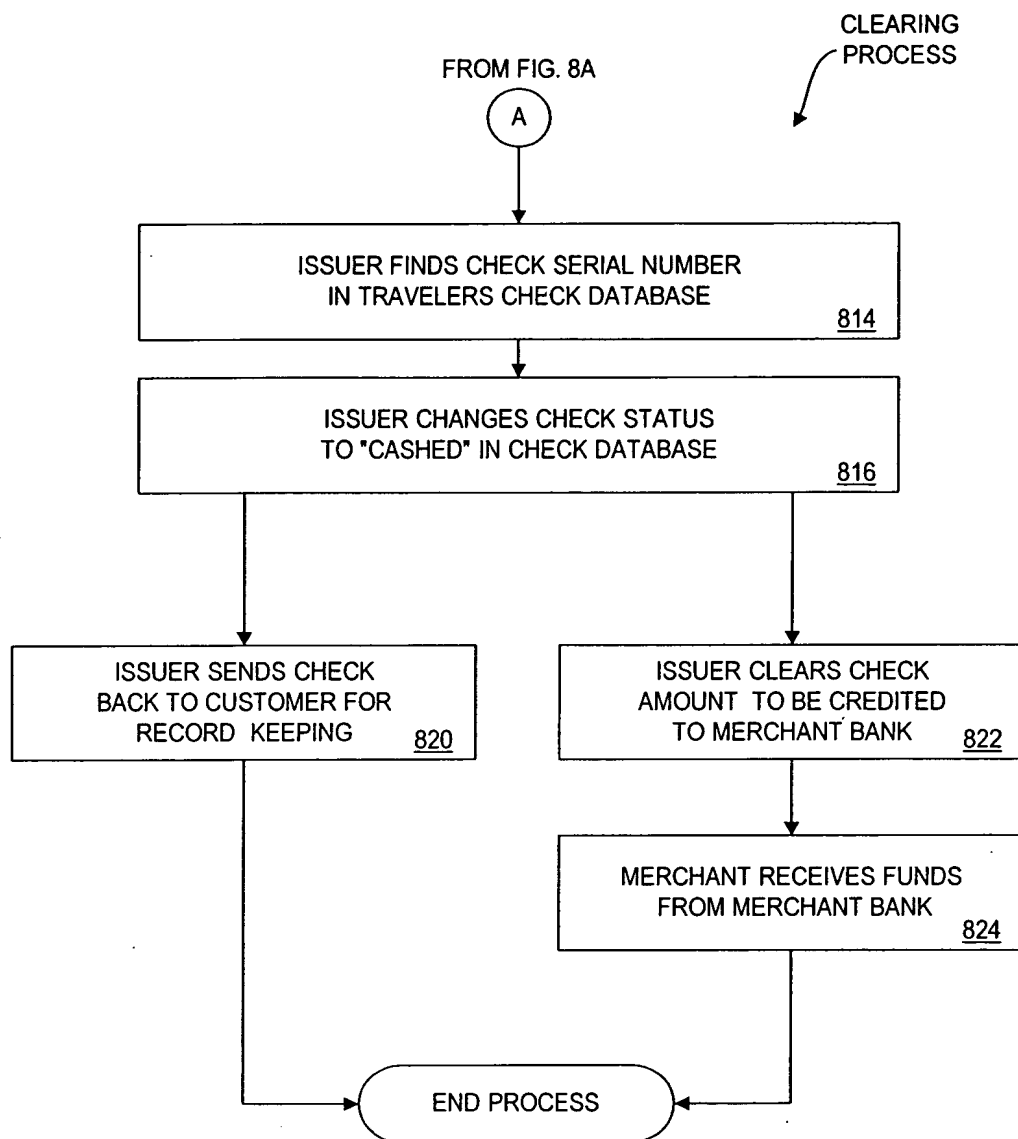 CLEARING
PROCESS
FROM FIG. 8A
A
ISSUER FINDS CHECK SERIAL NUMBER
IN TRAVELERS CHECK DATABASE
814
ISSUER CHANGES CHECK STATUS
TO "CASHED" IN CHECK DATABASE
816
ISSUER SENDS CHECK
BACK TO CUSTOMER FOR
RECORD KEEPING
820
ISSUER CLEARS CHECK
AMOUNT TO BE CREDITED
TO MERCHANT BANK
822
MERCHANT RECEIVES FUNDS
FROM MERCHANT BANK
824
END PROCESS